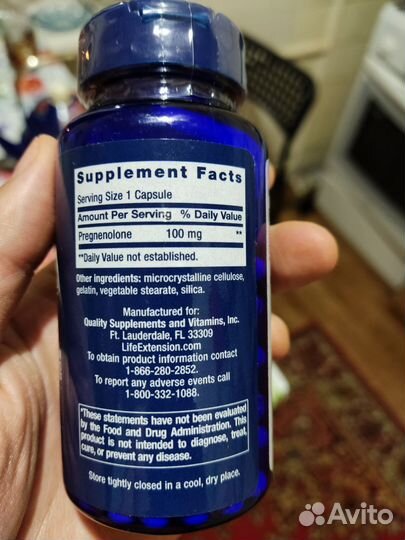 Supplement Facts
Serving Size 1 Capsule
Amount Per Serving % Daily Value
Pregnenolone 100 mg **
**Daily Value not established.
Other ingredients: microcrystalline cellulose,
gelatin, vegetable stearate, silica.
Manufactured for:
Quality Supplements and Vitamins, Inc.
Ft. Lauderdale, FL 33309
LifeExtension.com
To obtain product information contact
1-866-280-2852.
To report any adverse events call
1-800-332-1088.
*These statements have not been evaluated
by the Food and Drug Administration. This
product is not intended to diagnose, treat,
cure, or prevent any disease.
Store tightly closed in a cool, dry place.
Avito